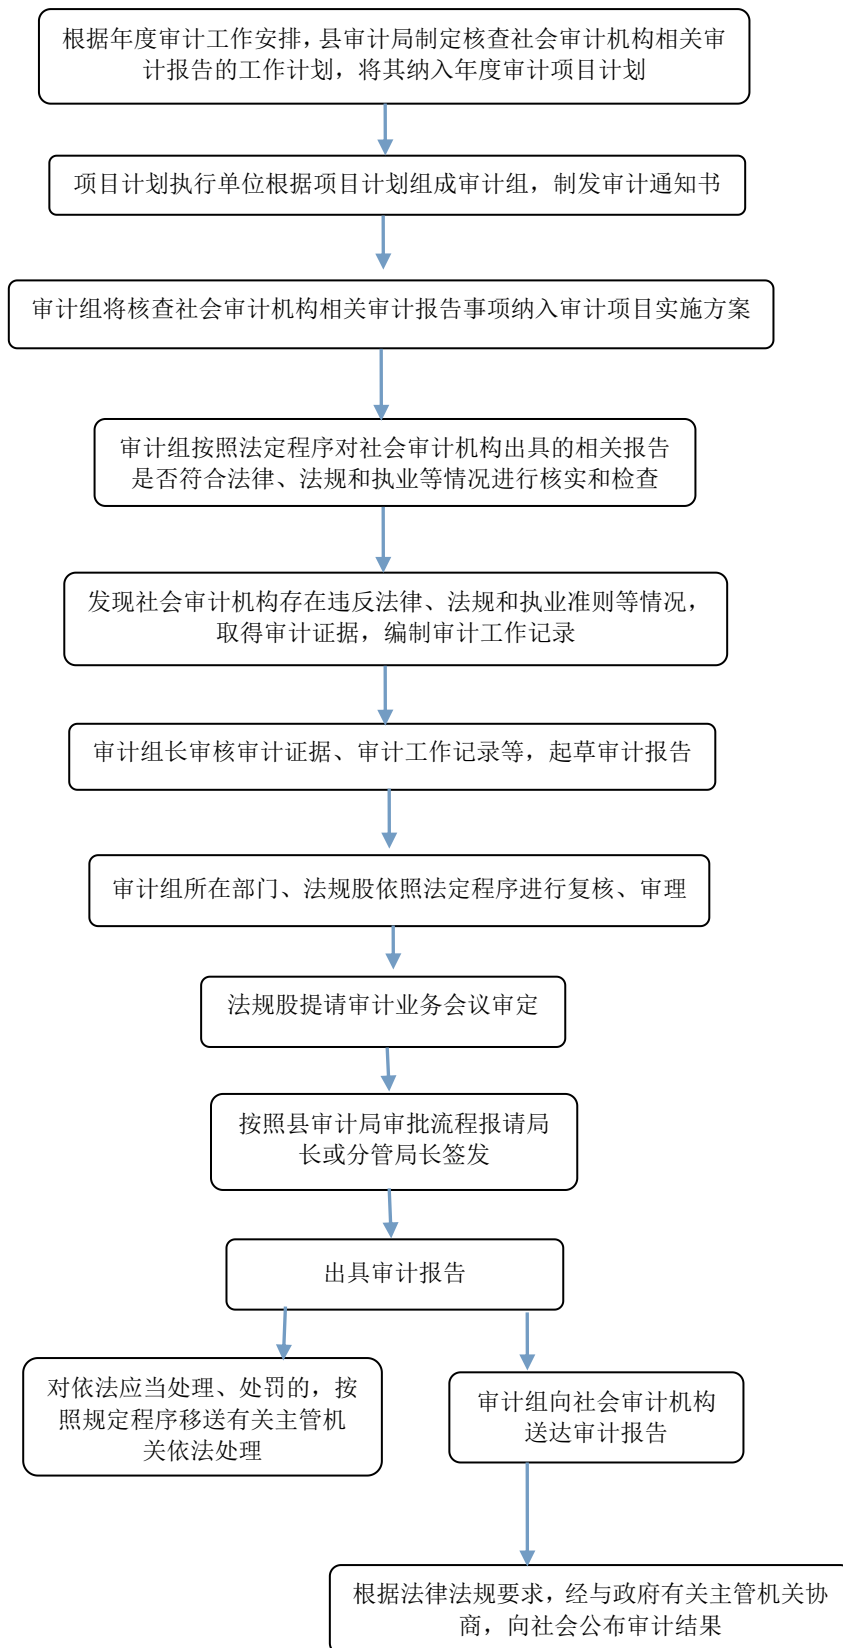 根据年度审计工作安排，县审计局制定核查社会审计机构相关审
计报告的工作计划，将其纳入年度审计项目计划
项目计划执行单位根据项目计划组成审计组，制发审计通知书
审计组将核查社会审计机构相关审计报告事项纳入审计项目实施方案
审计组按照法定程序对社会审计机构出具的相关报告
是否符合法律、法规和执业等情况进行核实和检查
发现社会审计机构存在违反法律、法规和执业准则等情况，
取得审计证据，编制审计工作记录
审计组长审核审计证据、审计工作记录等，起草审计报告
审计组所在部门、法规股依照法定程序进行复核、审理
法规股提请审计业务会议审定
按照县审计局审批流程报请局
长或分管局长签发
出具审计报告
对依法应当处理、处罚的，按
照规定程序移送有关主管机
关依法处理
审计组向社会审计机构
送达审计报告
根据法律法规要求，经与政府有关主管机关协
商，向社会公布审计结果